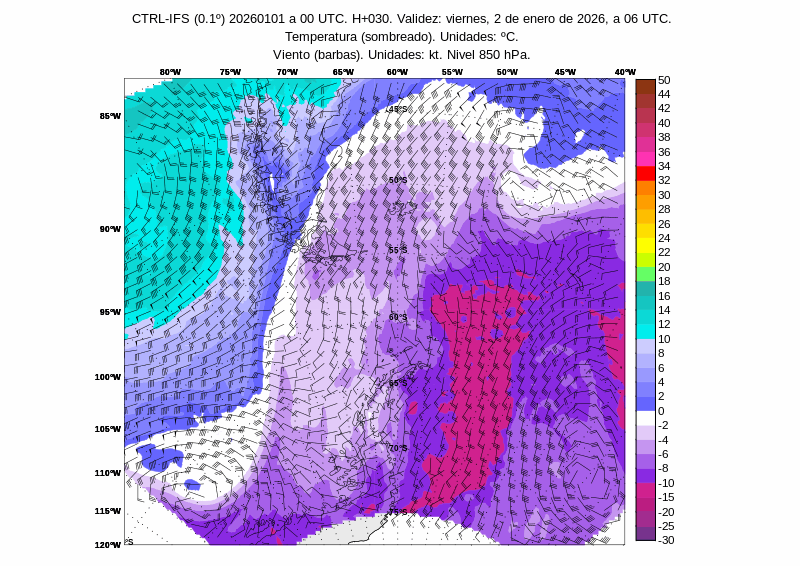 CTRL-IFS (0.1º) 20260101 a 00 UTC. H+030. Validez: viernes, 2 de enero de 2026, a 06 UTC.
Temperatura (sombreado). Unidades: ºC.
Viento (barbas). Unidades: kt. Nivel 850 hPa.
80°W 75°W 70°W 65°W 60°W 55°W 50°W 45°W 40°W
85°W
90°W
95°W
100°W
105°W
110°W
115°W
120°W
45°S
50°S
55°S
60°S
65°S
70°S
75°S
°S
50
44
42
40
38
36
34
32
30
28
26
24
22
20
18
16
14
12
10
8
6
4
2
0
-2
-4
-6
-8
-10
-15
-20
-25
-30